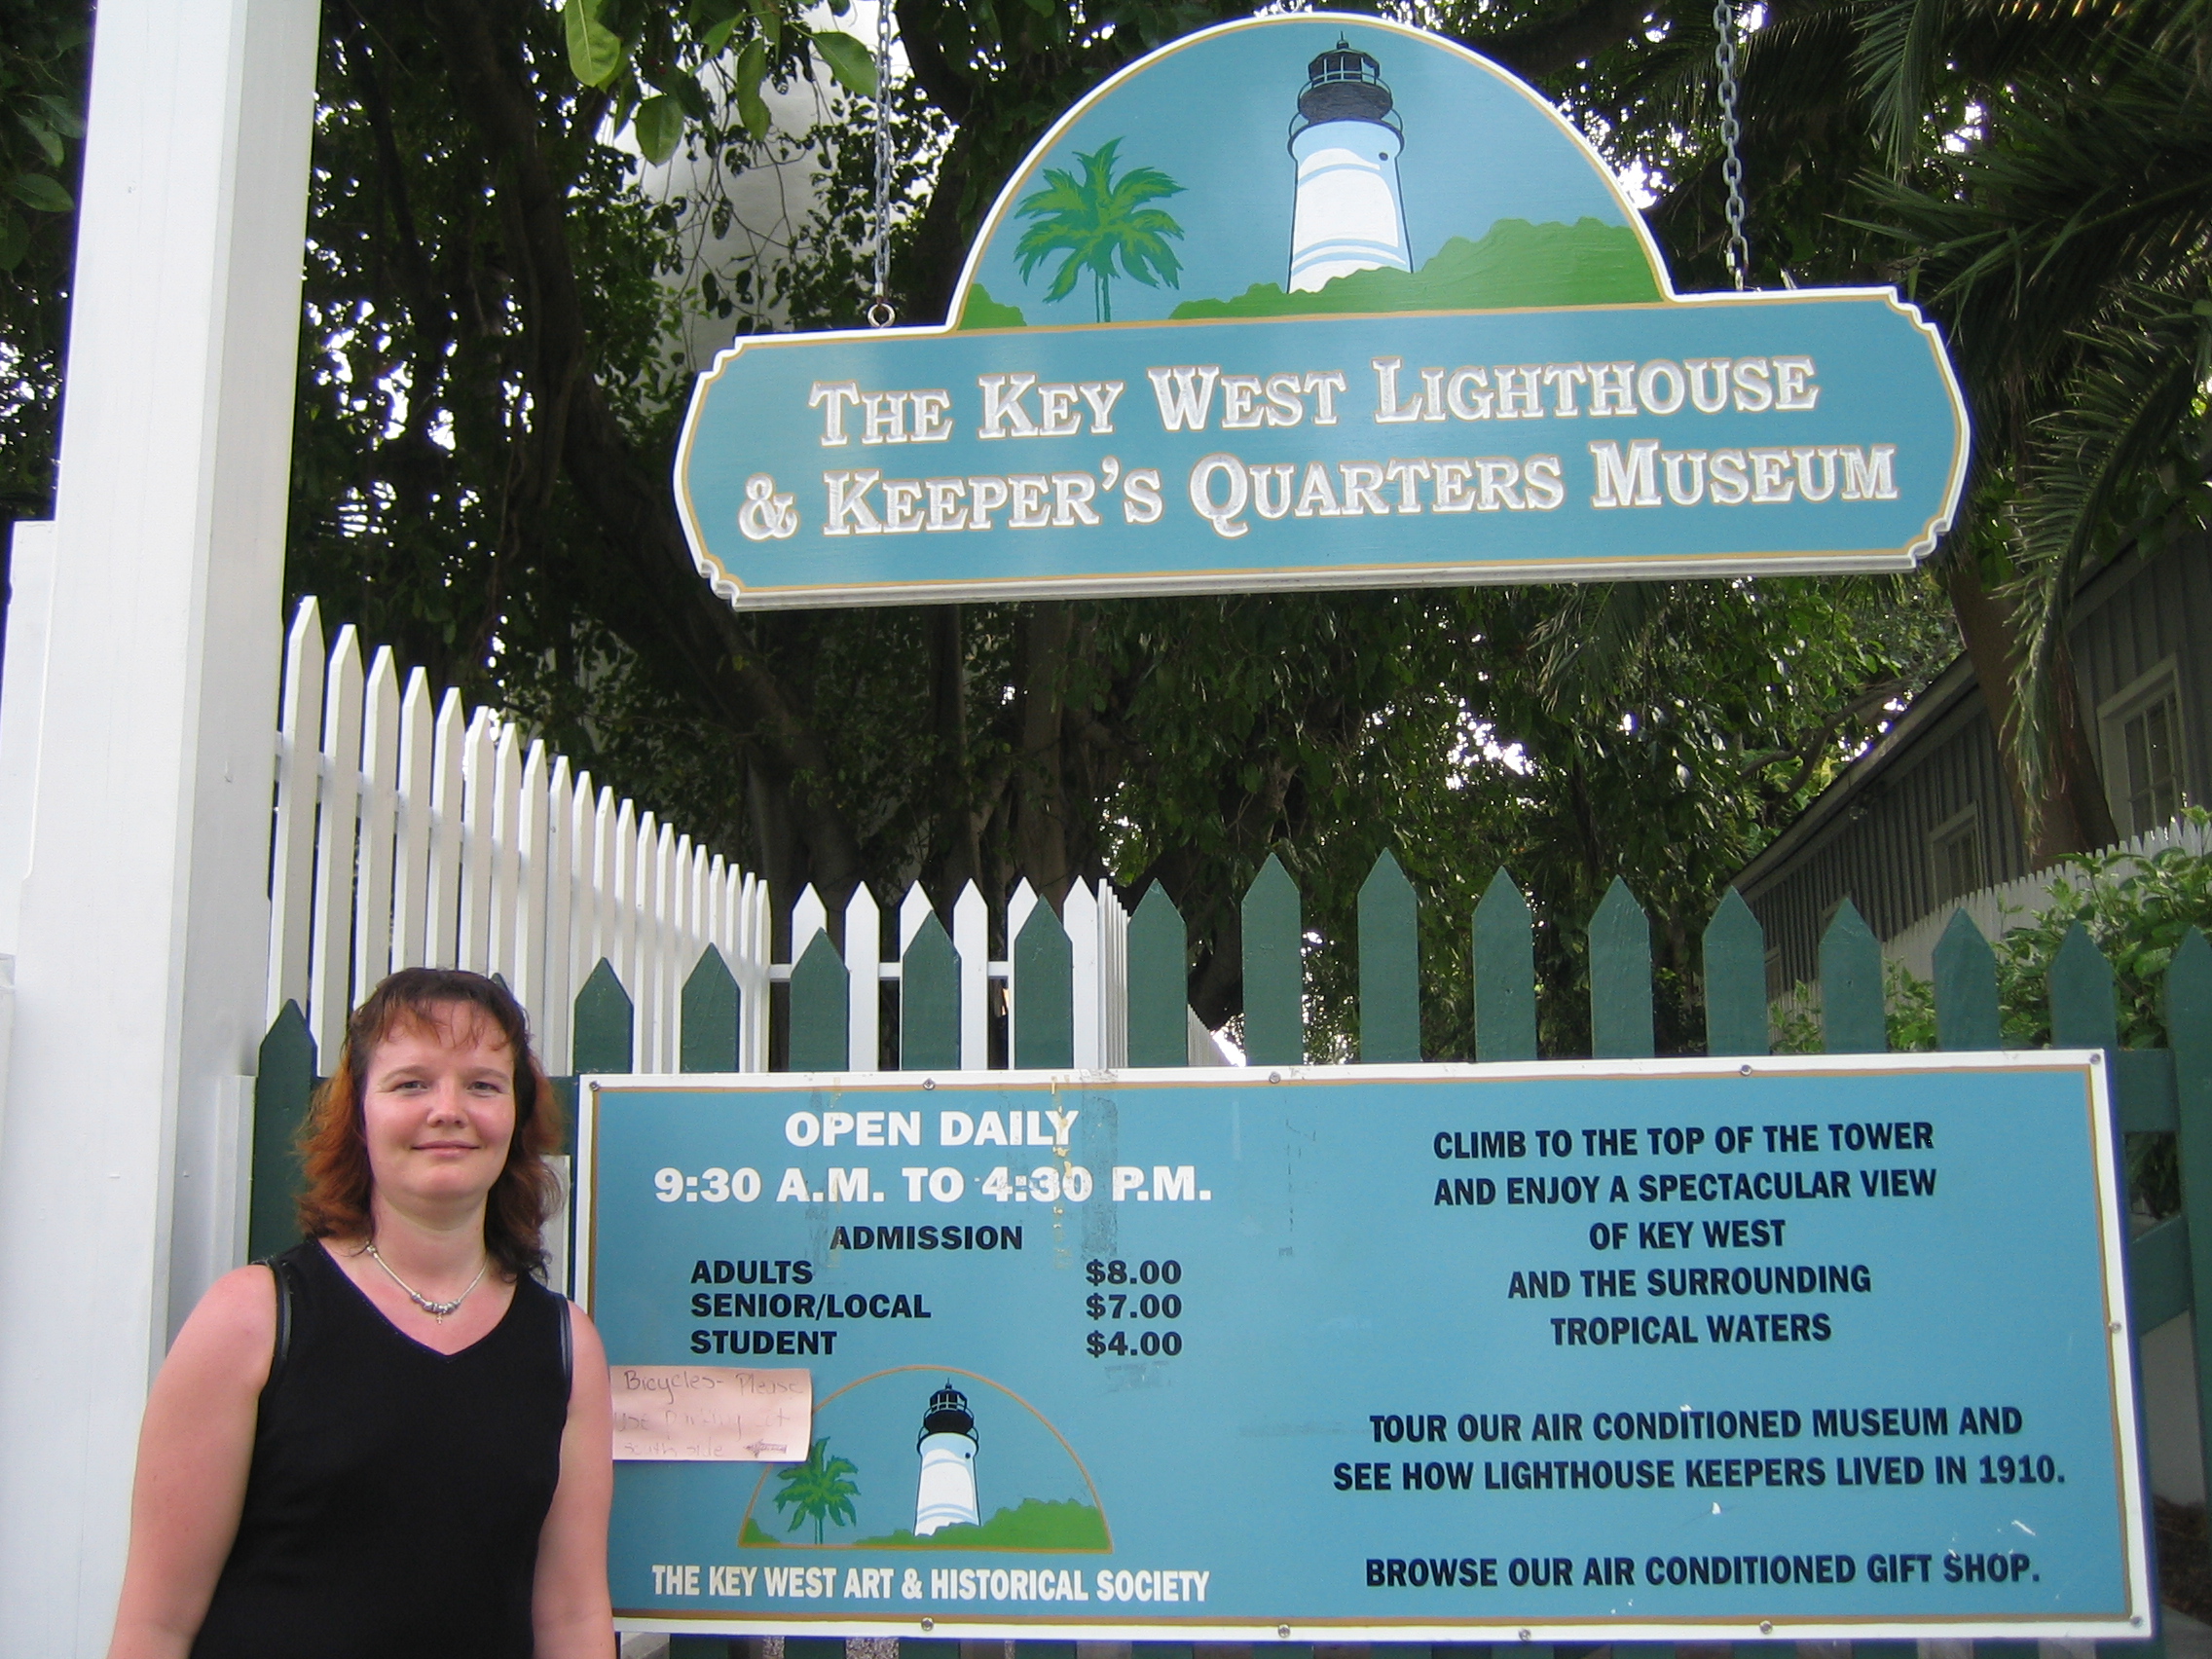 THE KEY WEST LIGHTHOUSE
& KEEPER'S QUARTERS MUSEUM
OPEN DAILY
9:30 A.M. TO 4:30 P.M.
ADMISSION
ADULTS $8.00
SENIOR/LOCAL $7.00
STUDENT $4.00
Bicycles- Please
use parking at
south side
THE KEY WEST ART & HISTORICAL SOCIETY
CLIMB TO THE TOP OF THE TOWER
AND ENJOY A SPECTACULAR VIEW
OF KEY WEST
AND THE SURROUNDING
TROPICAL WATERS
TOUR OUR AIR CONDITIONED MUSEUM AND
SEE HOW LIGHTHOUSE KEEPERS LIVED IN 1910.
BROWSE OUR AIR CONDITIONED GIFT SHOP.